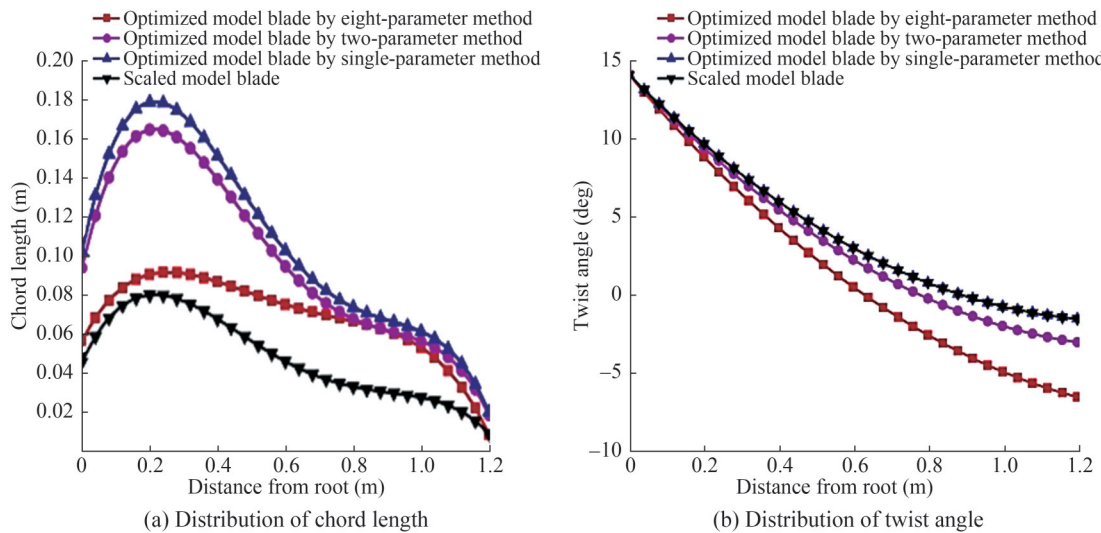 Optimized model blade by eight-parameter method
Optimized model blade by two-parameter method
Optimized model blade by single-parameter method
Scaled model blade
0.20
0.18
0.16
0.14
0.12
0.10
0.08
0.06
0.04
0.02
Chord length (m)
0 0.2 0.4 0.6 0.8 1.0 1.2
Distance from root (m)
(a) Distribution of chord length
Optimized model blade by eight-parameter method
Optimized model blade by two-parameter method
Optimized model blade by single-parameter method
Scaled model blade
15
10
5
0
−5
−10
Twist angle (deg)
0 0.2 0.4 0.6 0.8 1.0 1.2
Distance from root (m)
(b) Distribution of twist angle